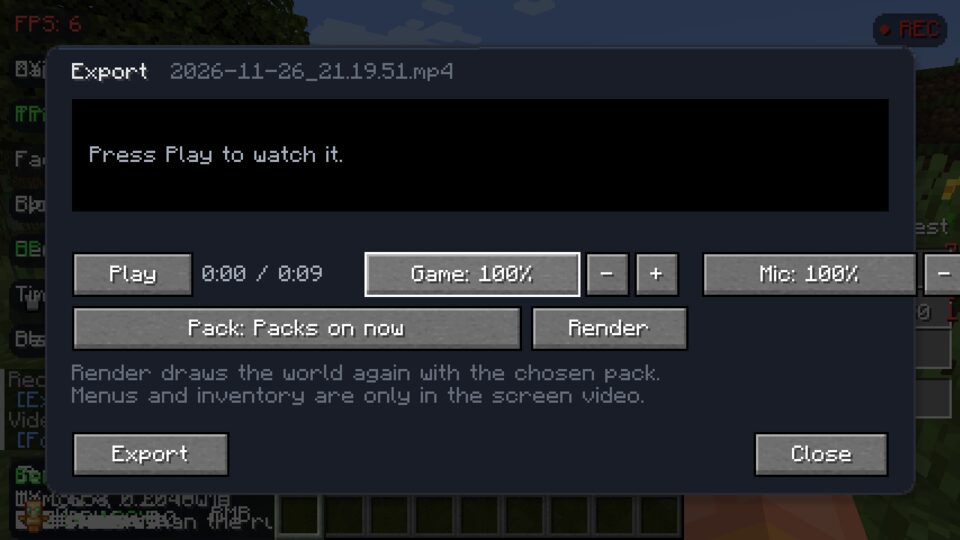 FPS: 6
REC
Export 2026-11-26_21.19.51.mp4
Press Play to watch it.
Play 0:00 / 0:09 Game: 100% - + Mic: 100% -
Pack: Packs on now Render
Render draws the world again with the chosen pack.
Menus and inventory are only in the screen video.
Export Close